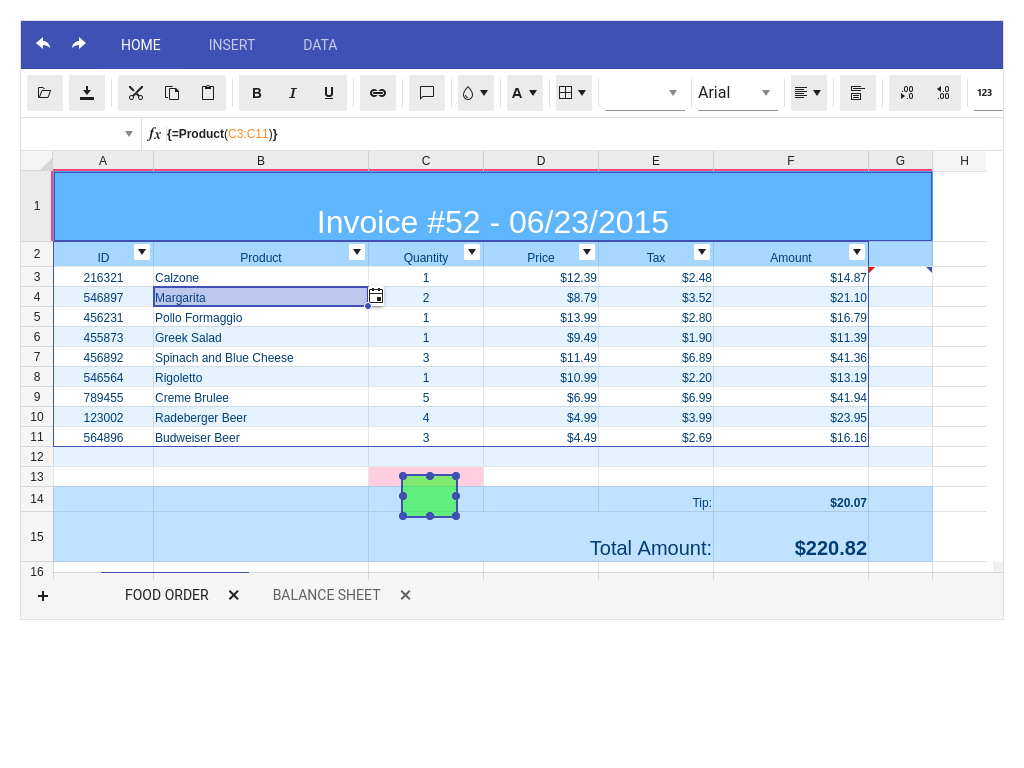 HOME INSERT DATA
B I U A Arial .00 →.0 ←.0 .00 123
fx {=Product(C3:C11)}
A B C D E F G H
1 Invoice #52 - 06/23/2015
2 ID Product Quantity Price Tax Amount
3 216321 Calzone 1 $12.39 $2.48 $14.87
4 546897 Margarita 2 $8.79 $3.52 $21.10
5 456231 Pollo Formaggio 1 $13.99 $2.80 $16.79
6 455873 Greek Salad 1 $9.49 $1.90 $11.39
7 456892 Spinach and Blue Cheese 3 $11.49 $6.89 $41.36
8 546564 Rigoletto 1 $10.99 $2.20 $13.19
9 789455 Creme Brulee 5 $6.99 $6.99 $41.94
10 123002 Radeberger Beer 4 $4.99 $3.99 $23.95
11 564896 Budweiser Beer 3 $4.49 $2.69 $16.16
12
13
14 Tip: $20.07
15 Total Amount: $220.82
16
FOOD ORDER BALANCE SHEET